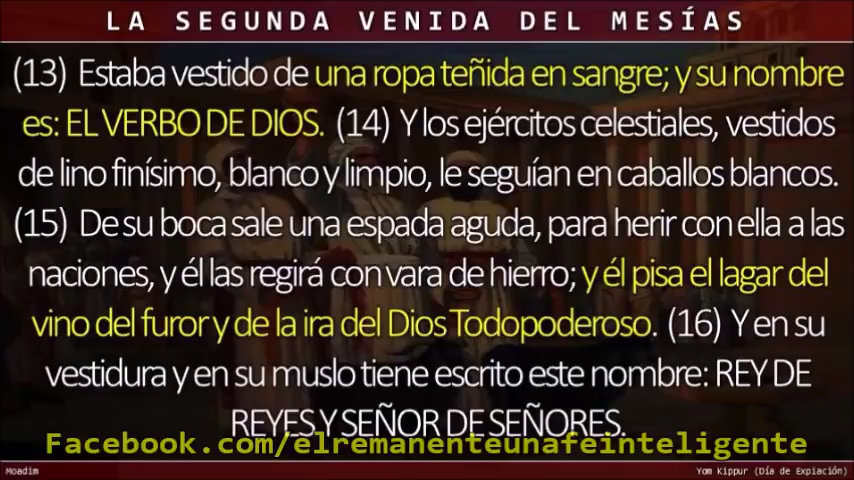 LA SEGUNDA VENIDA DEL MESÍAS
(13) Estaba vestido de una ropa teñida en sangre; y su nombre
es: EL VERBO DE DIOS. (14) Y los ejércitos celestiales, vestidos
de lino finísimo, blanco y limpio, le seguían en caballos blancos.
(15) De su boca sale una espada aguda, para herir con ella a las
naciones, y él las regirá con vara de hierro; y él pisa el lagar del
vino del furor y de la ira del Dios Todopoderoso. (16) Y en su
vestidura y en su muslo tiene escrito este nombre: REY DE
REYES Y SEÑOR DE SEÑORES.
Facebook.com/elremanenteunafeinteligente
Moadim
Yom Kippur (Día de Expiación)